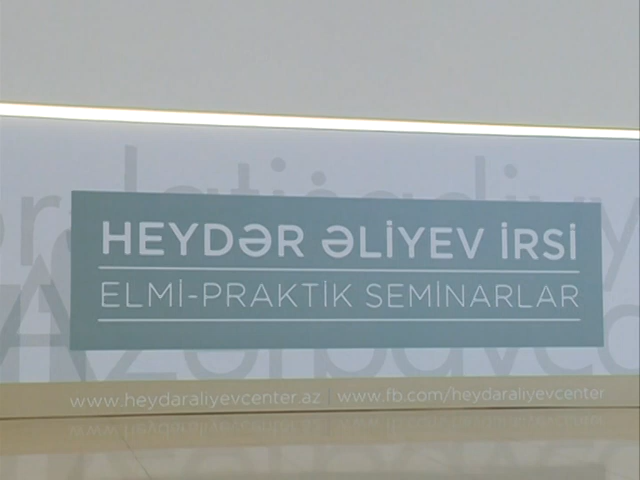 HEYDƏR ƏLİYEV İRSİ
ELMİ-PRAKTİK SEMİNARLAR
www.heydaraliyevcenter.az | www.fb.com/heydaraliyevcenter